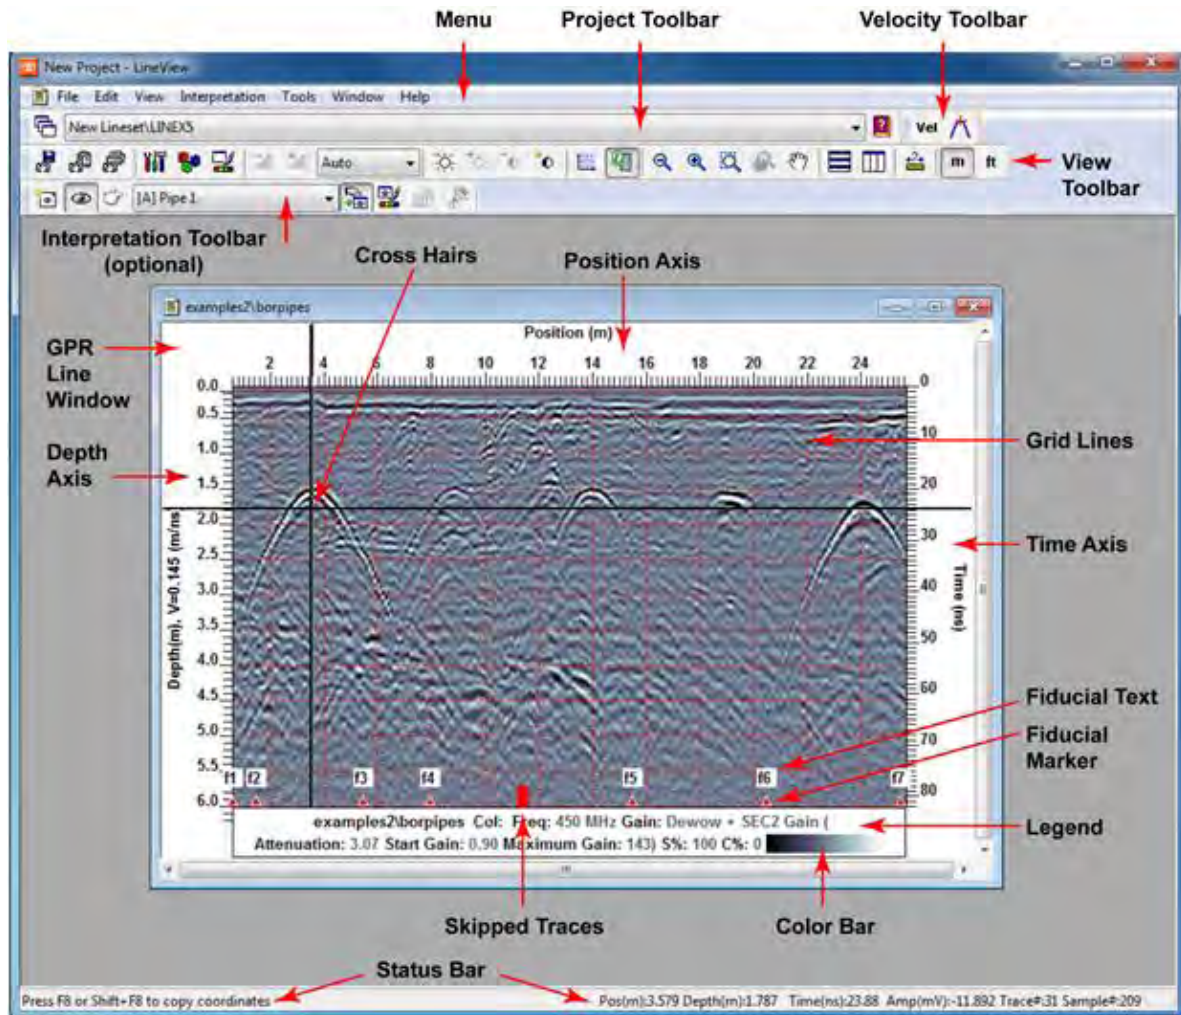 Menu
Project Toolbar
Velocity Toolbar
New Project - LineView
File Edit View Interpretation Tools Window Help
New Lineset\LINEX5
Vel
Auto
m ft
View Toolbar
[A] Pipe 1
Interpretation Toolbar
(optional)
Cross Hairs
Position Axis
examples2\borpipes
GPR
Line
Window
Position (m)
2 4 6 8 10 12 14 16 18 20 22 24
Depth
Axis
Depth(m), V=0.145 (m/ns
0.0
0.5
1.0
1.5
2.0
2.5
3.0
3.5
4.0
4.5
5.0
5.5
6.0
0
10
20
30
40
50
60
70
80
Time (ns)
Grid Lines
Time Axis
Fiducial Text
Fiducial
Marker
f1 f2 f3 f4 f5 f6 f7
examples2\borpipes Col: Freq: 450 MHz Gain: Dewow + SEC2 Gain (
Attenuation: 3.07 Start Gain: 0.90 Maximum Gain: 143) S%: 100 C%: 0
Legend
Skipped Traces
Color Bar
Status Bar
Press F8 or Shift+F8 to copy coordinates
Pos(m):3.579 Depth(m):1.787 Time(ns):23.88 Amp(mV):-11.892 Trace#:31 Sample#:209